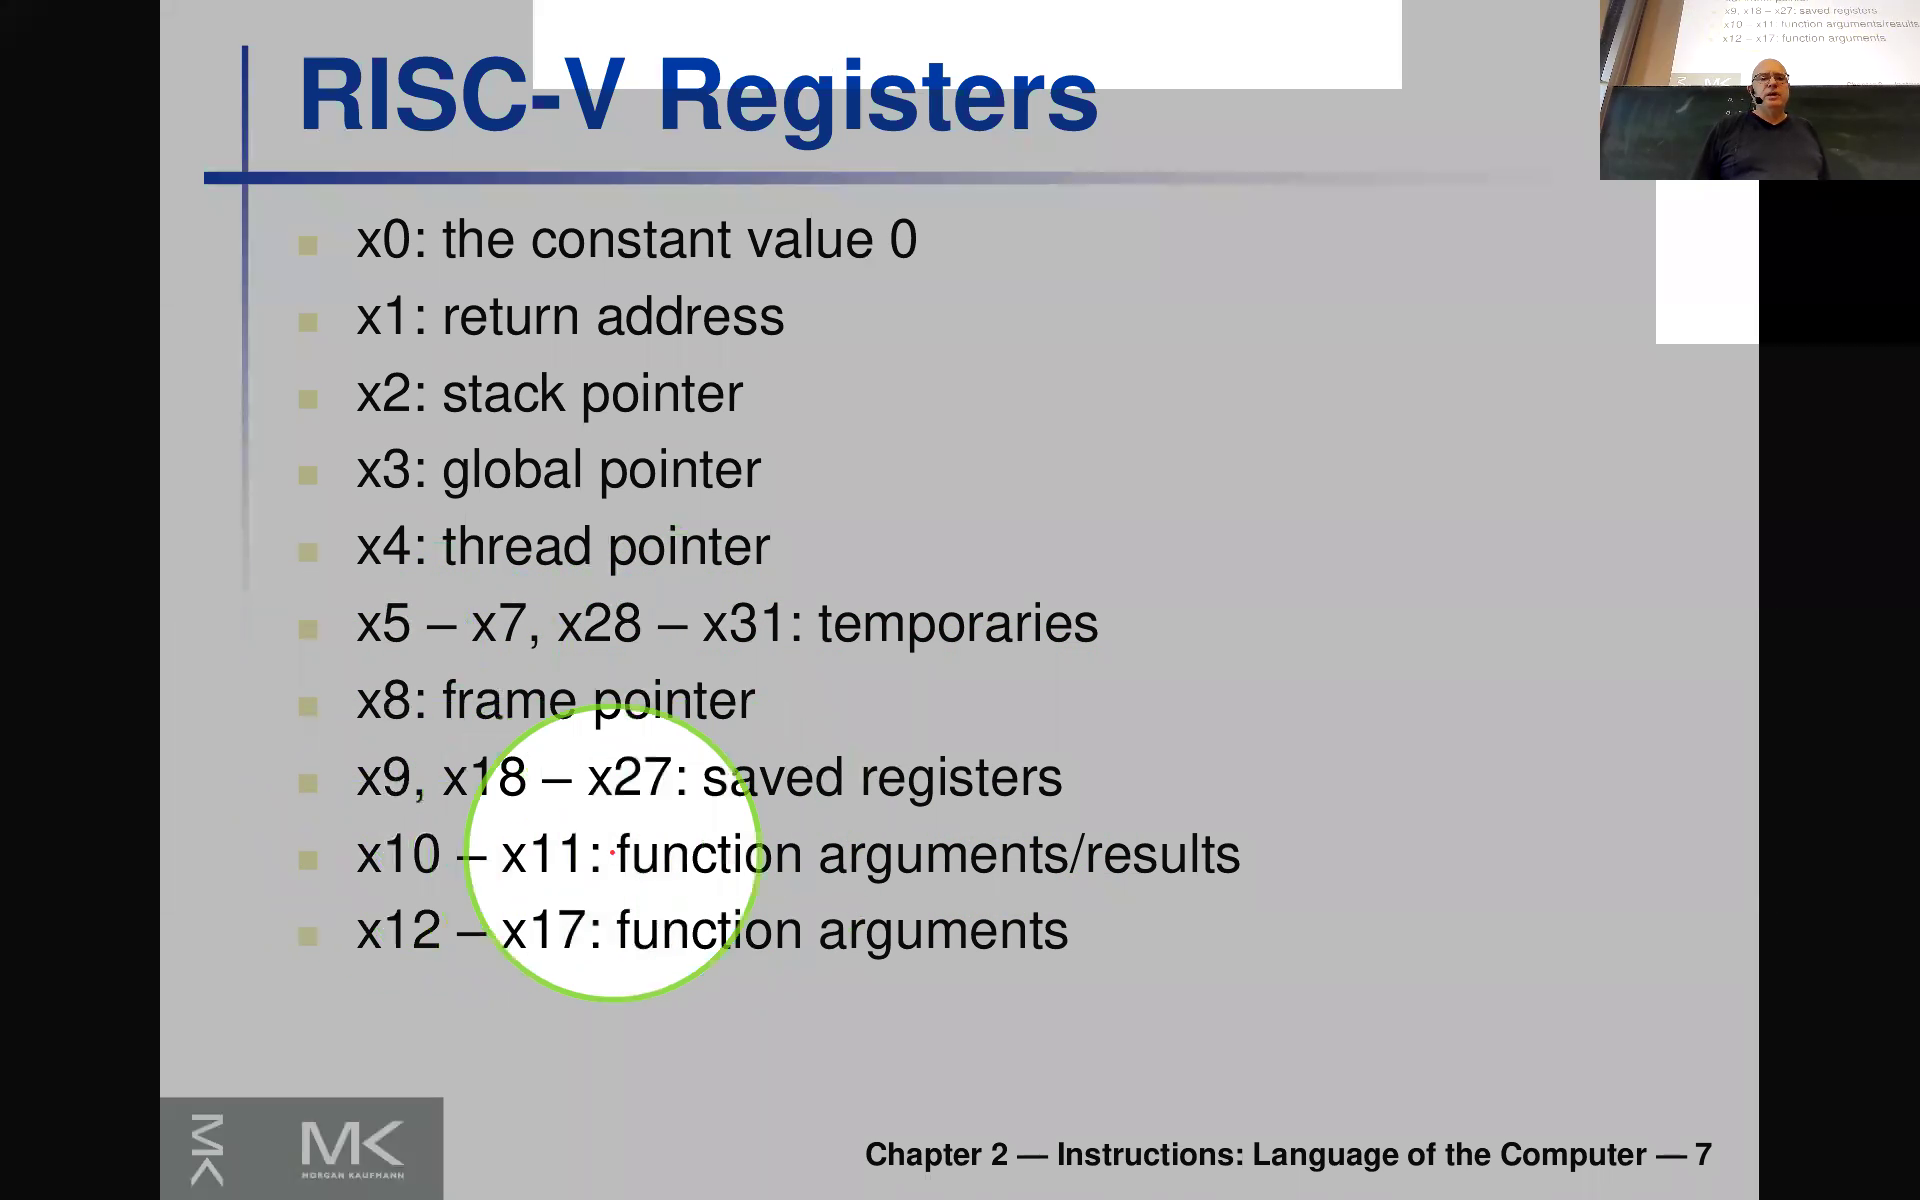 RISC-V Registers
x0: the constant value 0
x1: return address
x2: stack pointer
x3: global pointer
x4: thread pointer
x5 – x7, x28 – x31: temporaries
x8: frame pointer
x9, x18 – x27: saved registers
x10 – x11: function arguments/results
x12 – x17: function arguments
MK
MK
MORGAN KAUFMANN
Chapter 2 — Instructions: Language of the Computer — 7
x9, x18 – x27: saved registers
x10 – x11: function arguments/results
x12 – x17: function arguments